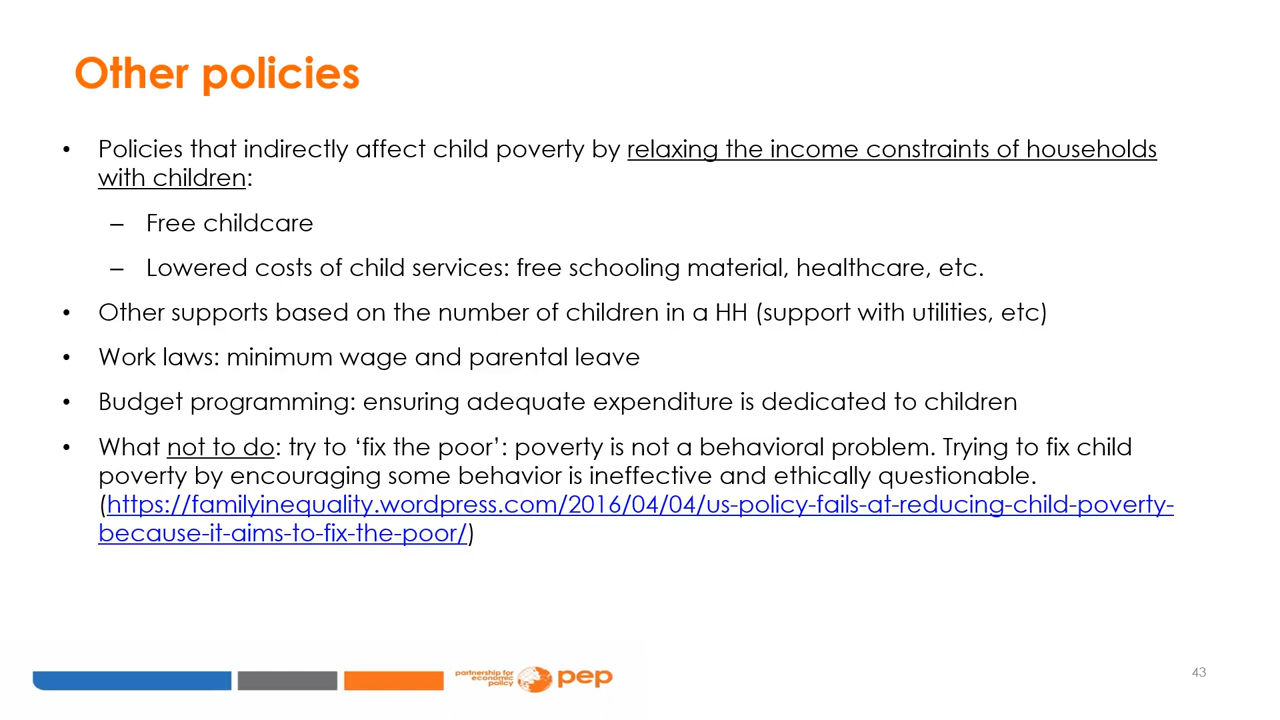 Other policies
• Policies that indirectly affect child poverty by relaxing the income constraints of households
with children:
– Free childcare
– Lowered costs of child services: free schooling material, healthcare, etc.
• Other supports based on the number of children in a HH (support with utilities, etc)
• Work laws: minimum wage and parental leave
• Budget programming: ensuring adequate expenditure is dedicated to children
• What not to do: try to ‘fix the poor’: poverty is not a behavioral problem. Trying to fix child
poverty by encouraging some behavior is ineffective and ethically questionable.
(https://familyinequality.wordpress.com/2016/04/04/us-policy-fails-at-reducing-child-poverty-
because-it-aims-to-fix-the-poor/)
partnership for
economic
policy
pep
43